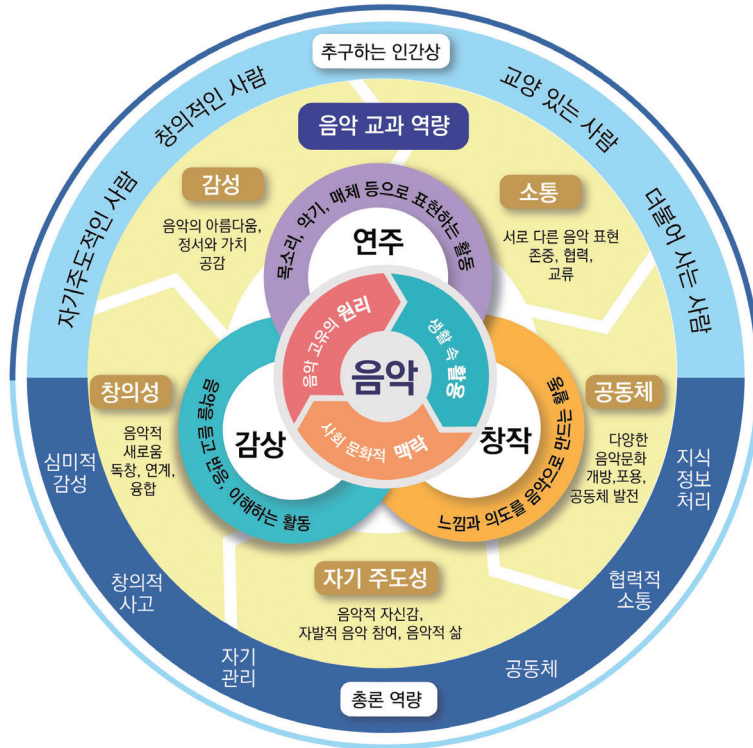 추구하는 인간상
자기주도적인 사람
창의적인 사람
교양 있는 사람
더불어 사는 사람
음악 교과 역량
감성
음악의 아름다움,
정서와 가치
공감
소통
서로 다른 음악 표현
존중, 협력,
교류
목소리, 악기, 매체 등으로 표현하는 활동
연주
음악 고유의 원리
생활 속 활용
사회 문화적 맥락
음악
창의성
음악적
새로움
독창, 연계,
융합
음악을 듣고 반응, 이해하는 활동
감상
느낌과 의도를 음악으로 만드는 활동
창작
공동체
다양한
음악문화
개방,포용,
공동체 발전
자기 주도성
음악적 자신감,
자발적 음악 참여, 음악적 삶
심미적
감성
창의적
사고
자기
관리
공동체
협력적
소통
지식
정보
처리
총론 역량